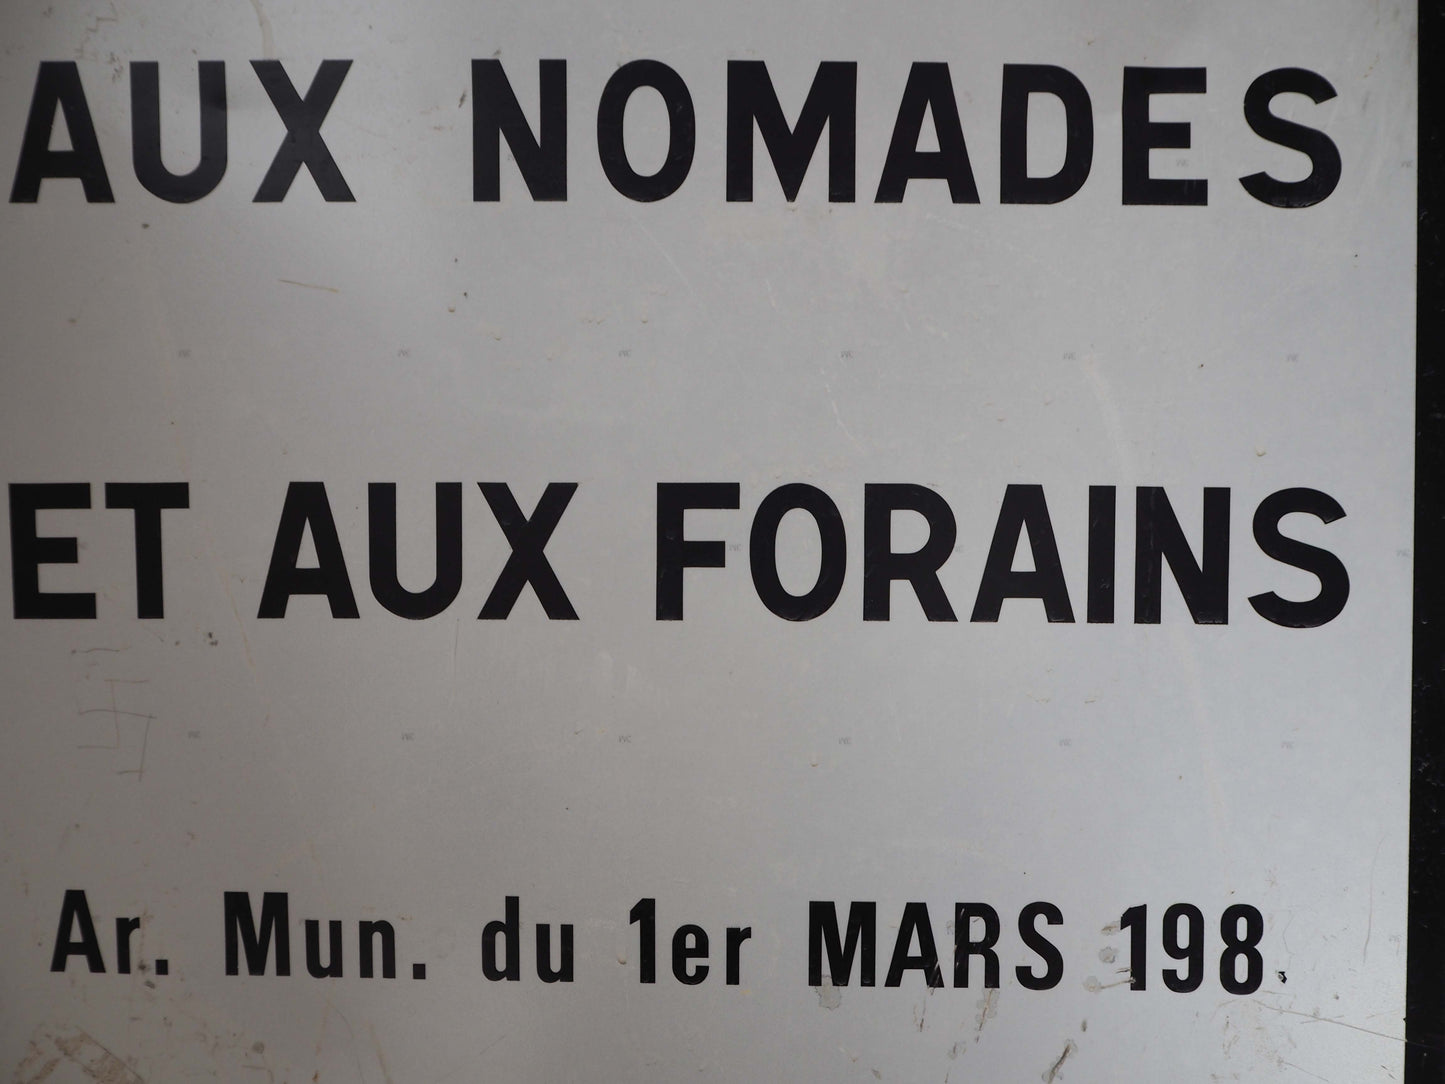 AUX NOMADES
ET AUX FORAINS
Ar. Mun. du 1er MARS 198